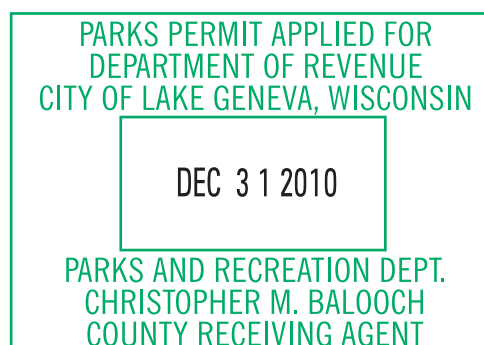 PARKS PERMIT APPLIED FOR
DEPARTMENT OF REVENUE
CITY OF LAKE GENEVA, WISCONSIN
DEC 3 1 2010
PARKS AND RECREATION DEPT.
CHRISTOPHER M. BALOOCH
COUNTY RECEIVING AGENT